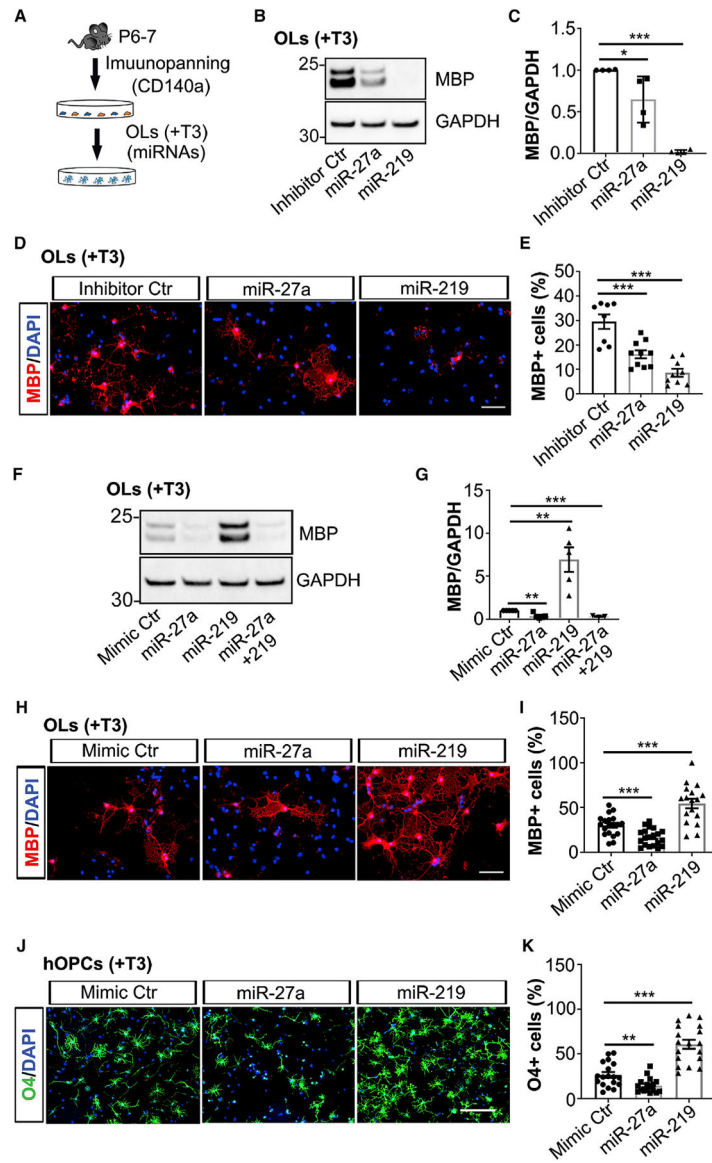 A
P6-7
Imuunopanning
(CD140a)
OLs (+T3)
(miRNAs)
B
OLs (+T3)
25
MBP
GAPDH
30
Inhibitor Ctr
miR-27a
miR-219
C
MBP/GAPDH
1.5
1.0
0.5
0.0
***
*
Inhibitor Ctr
miR-27a
miR-219
D
OLs (+T3)
Inhibitor Ctr
miR-27a
miR-219
MBP/DAPI
E
MBP+ cells (%)
50
40
30
20
10
0
***
***
Inhibitor Ctr
miR-27a
miR-219
F
OLs (+T3)
25
MBP
GAPDH
30
Mimic Ctr
miR-27a
miR-219
miR-27a
+219
G
MBP/GAPDH
15
10
5
0
***
**
**
Mimic Ctr
miR-27a
miR-219
miR-27a
+219
H
OLs (+T3)
Mimic Ctr
miR-27a
miR-219
MBP/DAPI
I
MBP+ cells (%)
150
100
50
0
***
***
Mimic Ctr
miR-27a
miR-219
J
hOPCs (+T3)
Mimic Ctr
miR-27a
miR-219
O4/DAPI
K
O4+ cells (%)
150
100
50
0
***
**
Mimic Ctr
miR-27a
miR-219